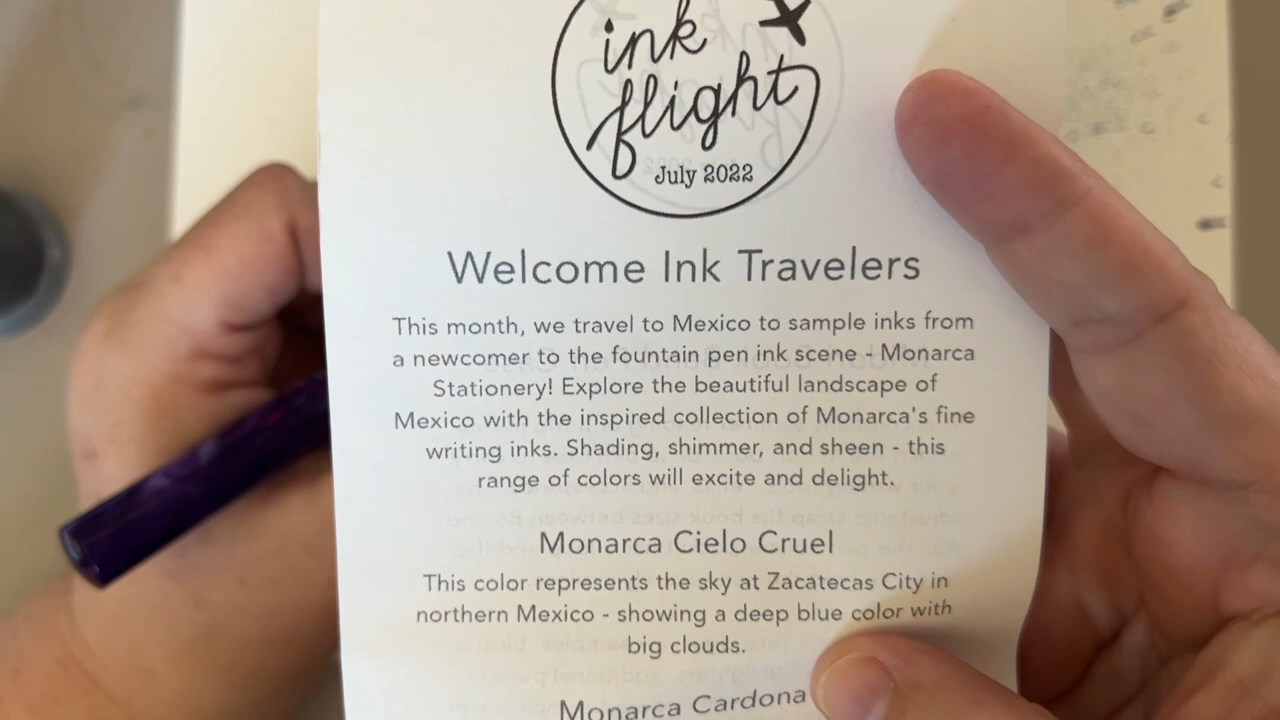 ink
flight
July 2022
Welcome Ink Travelers
This month, we travel to Mexico to sample inks from
a newcomer to the fountain pen ink scene - Monarca
Stationery! Explore the beautiful landscape of
Mexico with the inspired collection of Monarca's fine
writing inks. Shading, shimmer, and sheen - this
range of colors will excite and delight.
Monarca Cielo Cruel
This color represents the sky at Zacatecas City in
northern Mexico - showing a deep blue color with
big clouds.
Monarca Cardona